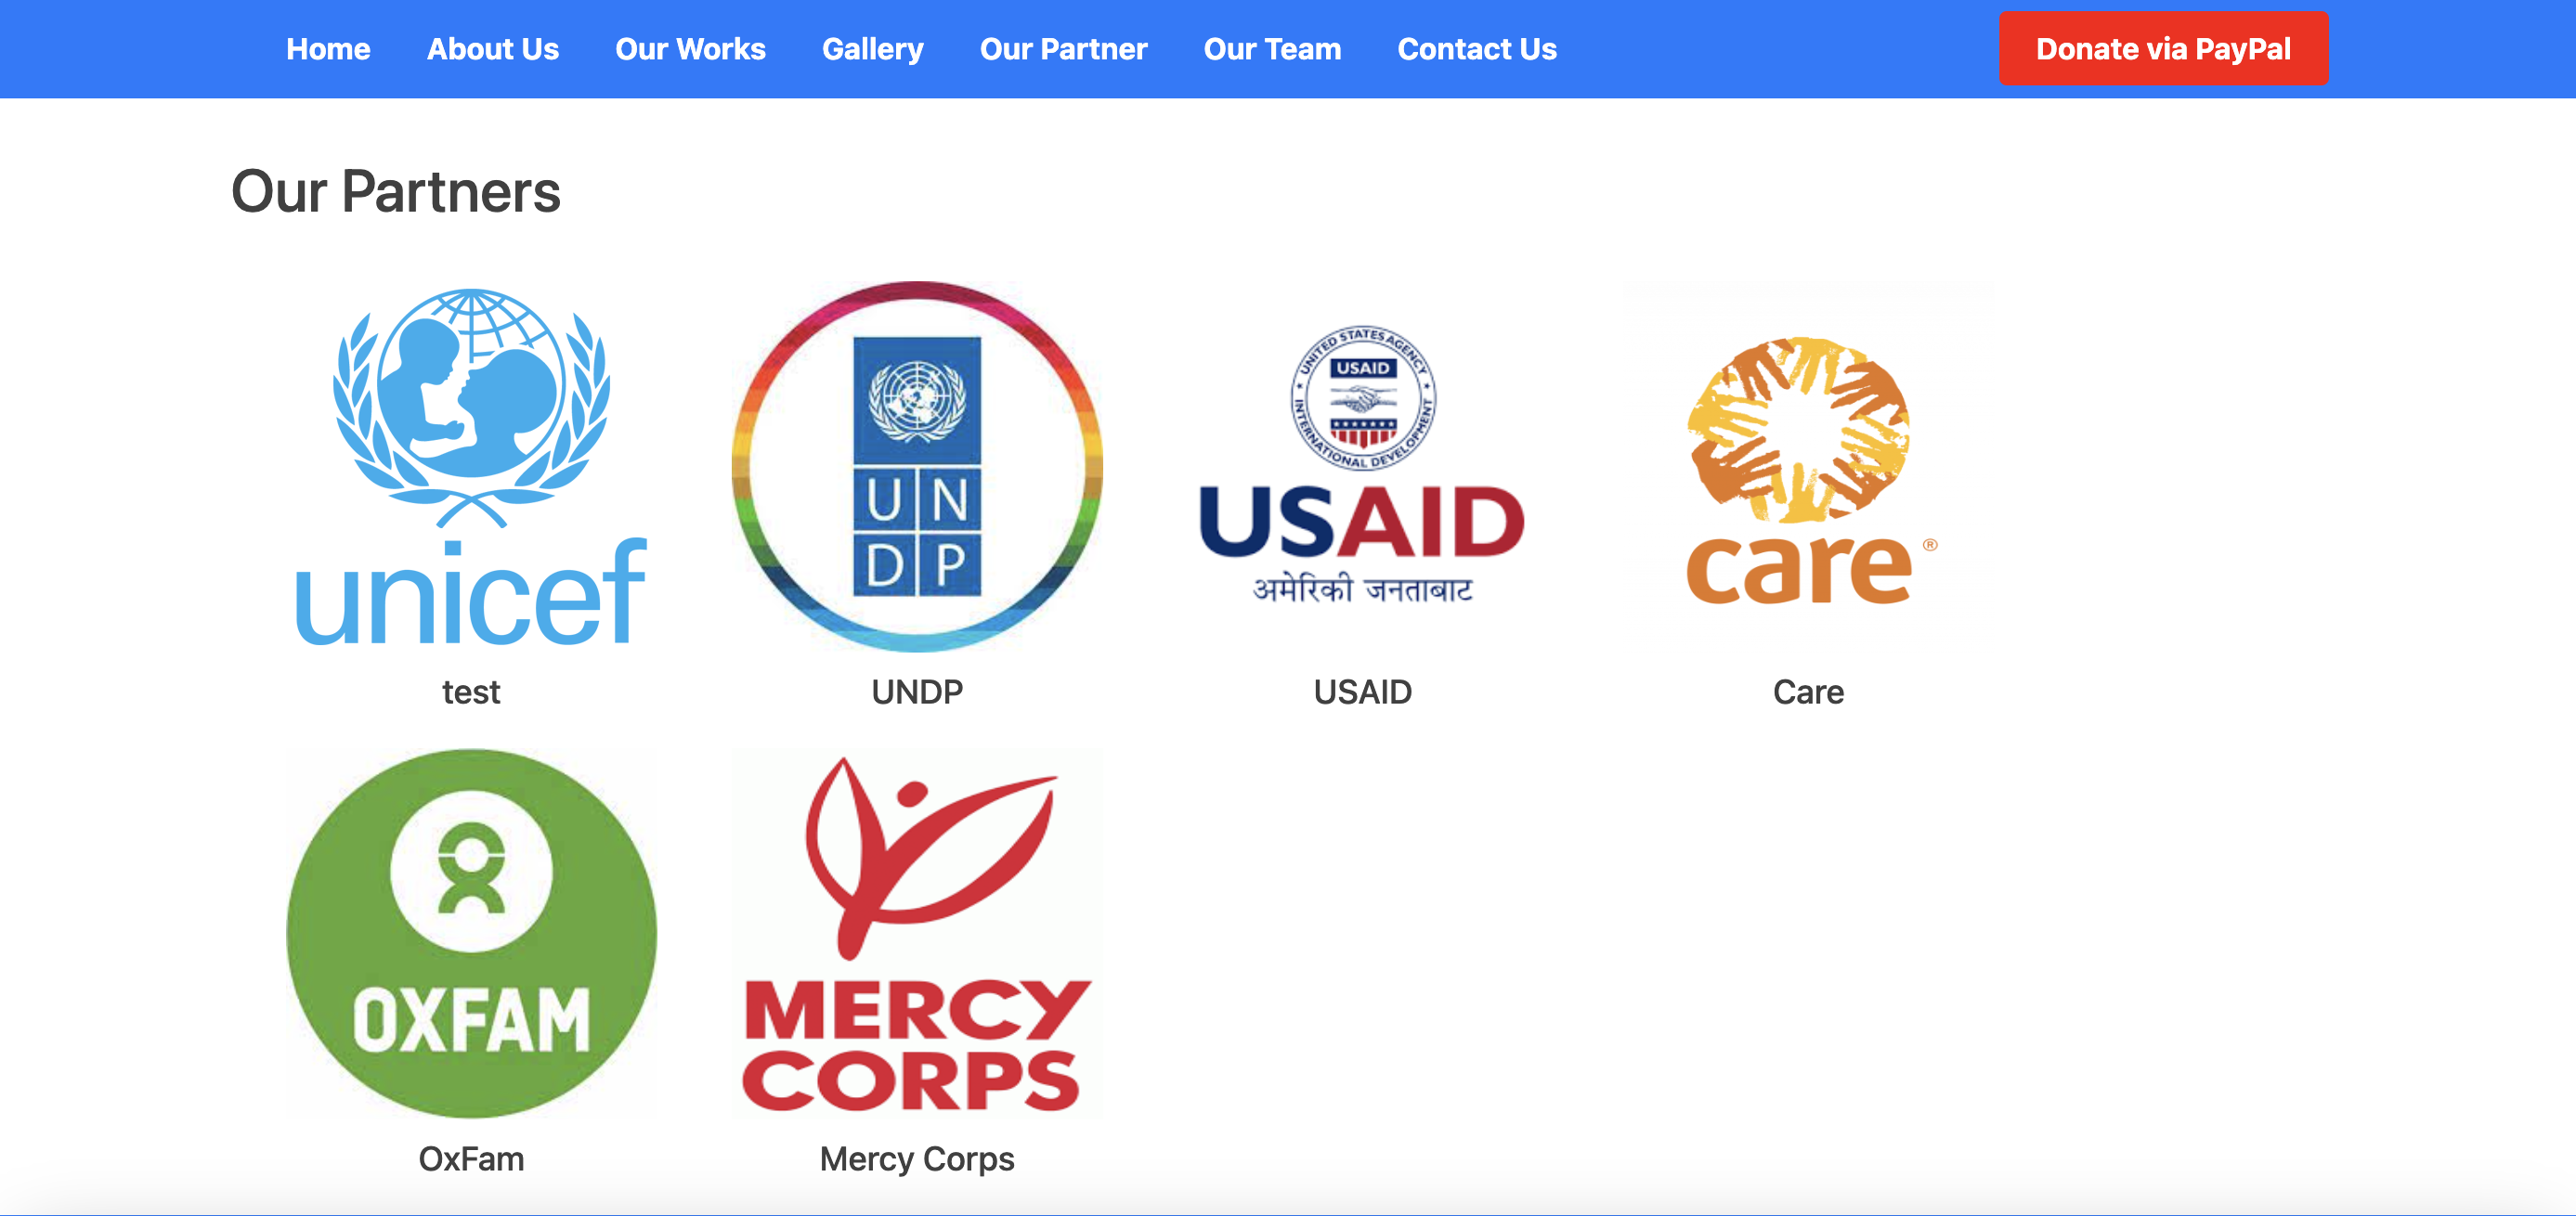 Home About Us Our Works Gallery Our Partner Our Team Contact Us Donate via PayPal
Our Partners
unicef
UN
DP
UNITED STATES AGENCY
INTERNATIONAL DEVELOPMENT
USAID
USAID
अमेरिकी जनताबाट
care®
test UNDP USAID Care
OXFAM
MERCY
CORPS
OxFam Mercy Corps